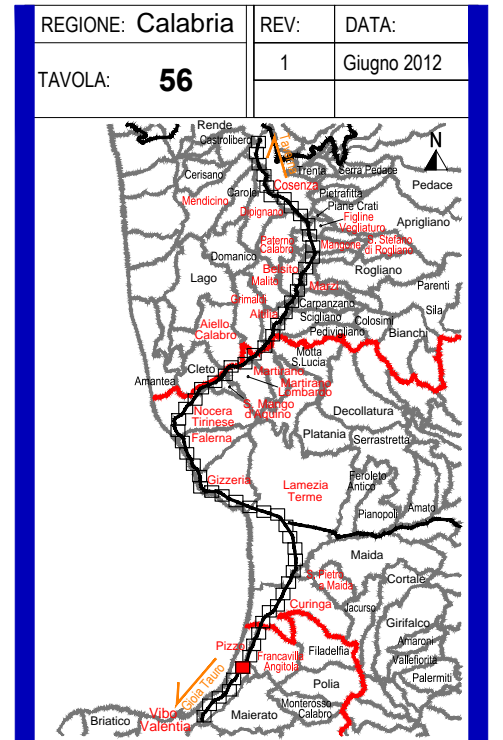 REGIONE: Calabria
REV:
DATA:
TAVOLA: 56
1
Giugno 2012
Rende
Castrolibero
N
Trenta
Serra Pedace
Cerisano
Cosenza
Pedace
Carolei
Pietrafitta
Mendicino
Dipignano
Piane Crati
Figline
Vegliaturo
Aprigliano
Paterno
Calabro
Mangone
S. Stefano
di Rogliano
Domanico
Belsito
Rogliano
Lago
Malito
Marzi
Parenti
Grimaldi
Carpanzano
Altilia
Scigliano
Colosimi
Sila
Aiello
Calabro
Pedivigliano
Bianchi
Motta
S.Lucia
Cleto
Martirano
Amantea
Martirano
Lombardo
S. Mango
d'Aquino
Nocera
Tirinese
Decollatura
Falerna
Platania
Serrastretta
Gizzeria
Lamezia
Terme
Feroleto
Antico
Pianopoli
Amato
Maida
S. Pietro
a Maida
Cortale
Curinga
Jacurso
Girifalco
Pizzo
Filadelfia
Amaroni
Francavilla
Angitola
Vallefiorita
Gioia Tauro
Polia
Palermiti
Vibo
Valentia
Monterosso
Calabro
Briatico
Maierato